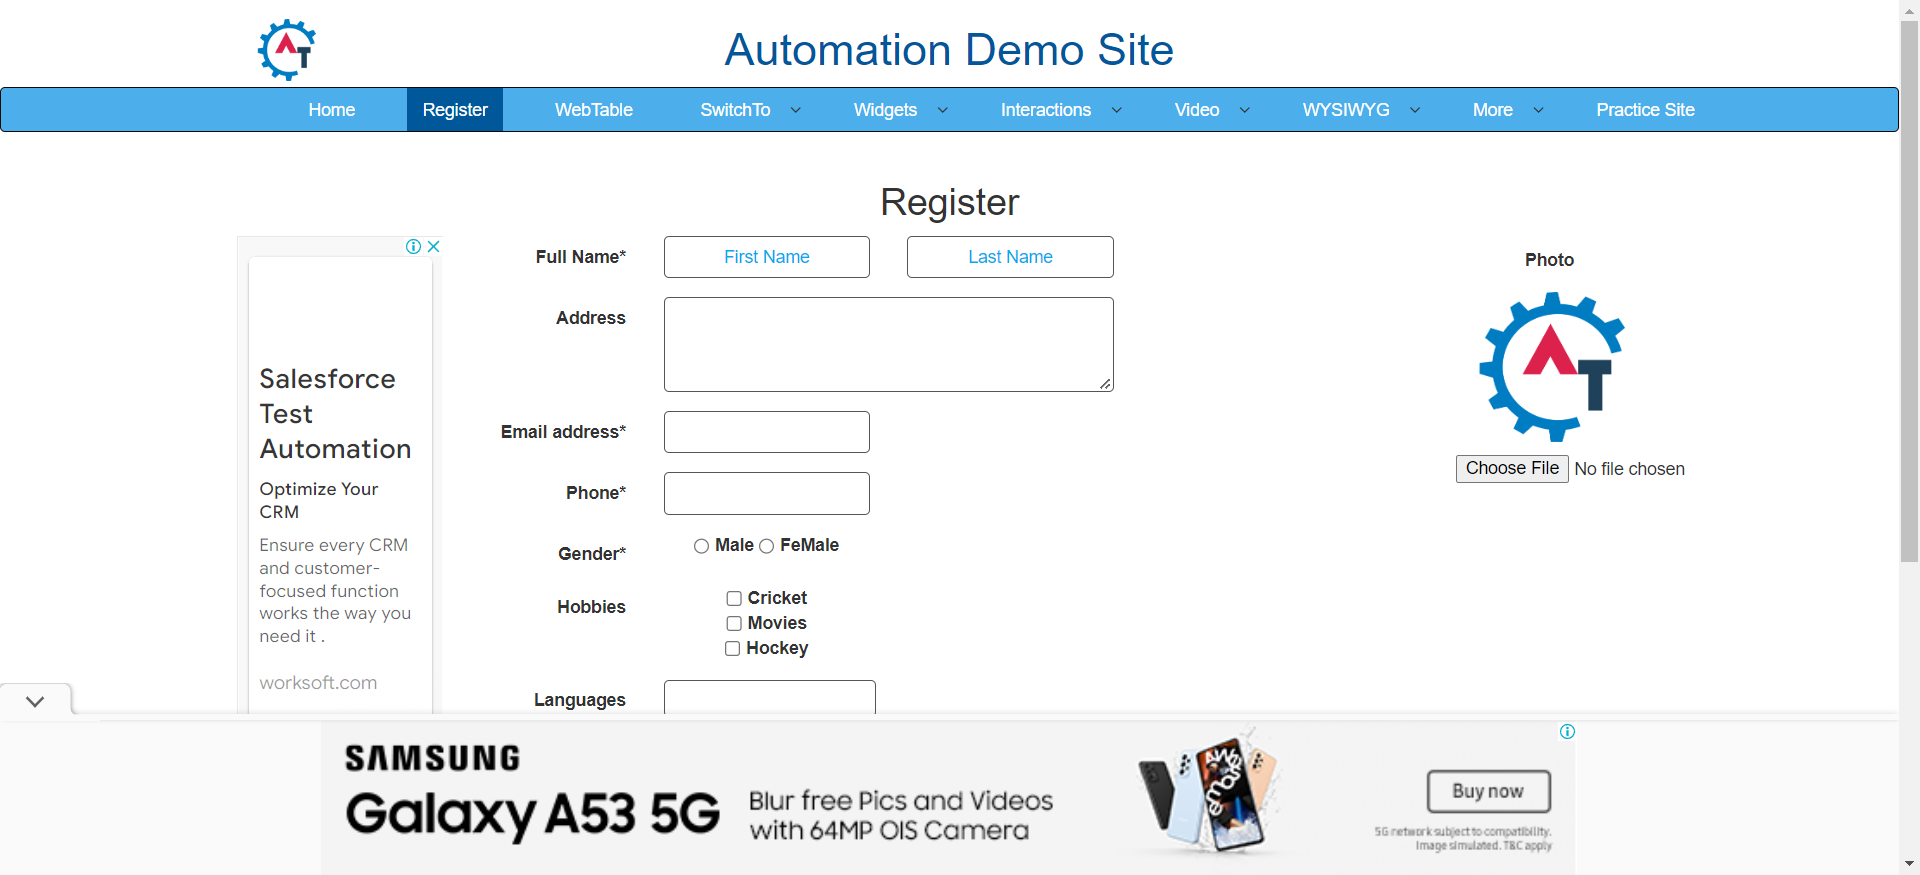 AT
Automation Demo Site
Home Register WebTable SwitchTo Widgets Interactions Video WYSIWYG More Practice Site
Register
Full Name* First Name Last Name
Photo
Address
AT
Email address*
Choose File No file chosen
Phone*
Gender* Male FeMale
Hobbies Cricket
Movies
Hockey
Languages
Salesforce
Test
Automation
Optimize Your
CRM
Ensure every CRM
and customer-
focused function
works the way you
need it .
worksoft.com
SAMSUNG
Galaxy A53 5G
Blur free Pics and Videos
with 64MP OIS Camera
AWESOME
Buy now
5G network subject to compatibility.
Image simulated. T&C apply